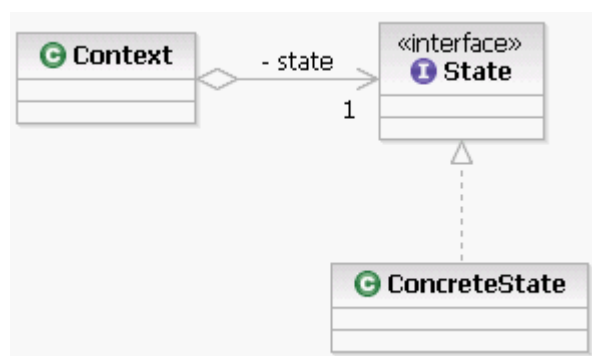 C Context
- state
1
«interface»
I State
C ConcreteState